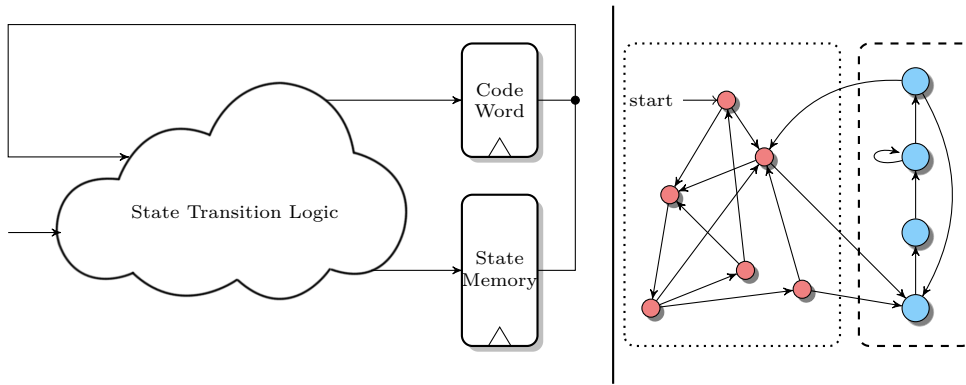 Code
Word
State Transition Logic
State
Memory
start